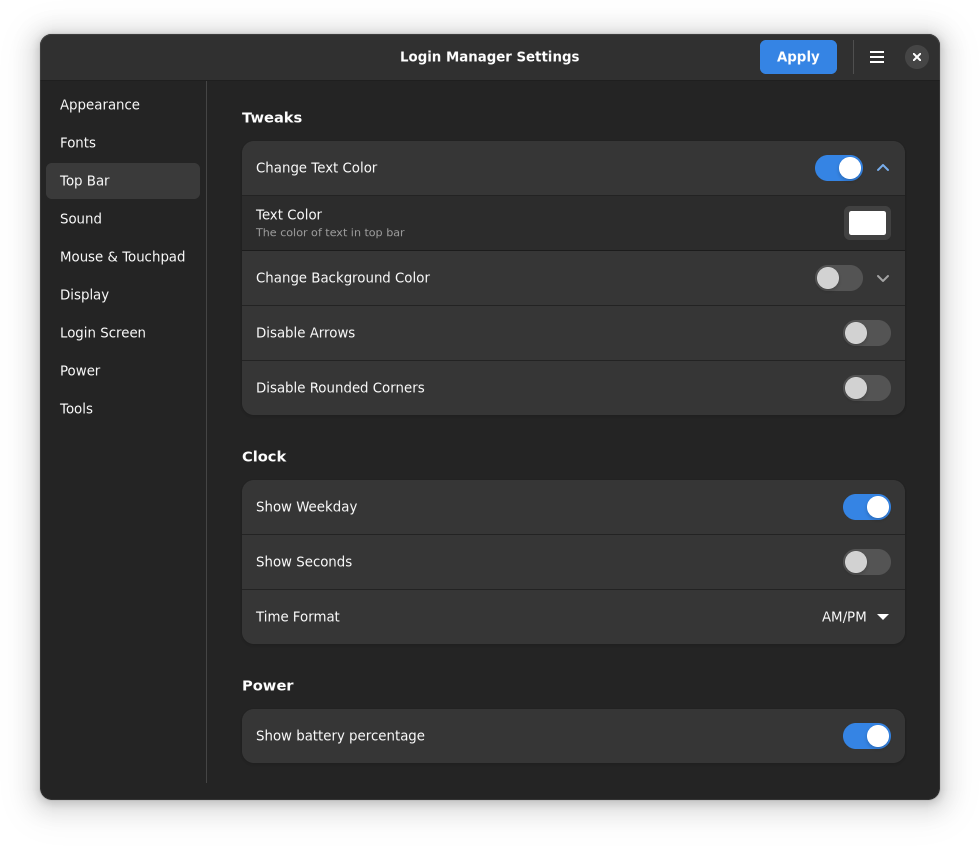 Login Manager Settings
Apply
Appearance
Fonts
Top Bar
Sound
Mouse & Touchpad
Display
Login Screen
Power
Tools
Tweaks
Change Text Color
Text Color
The color of text in top bar
Change Background Color
Disable Arrows
Disable Rounded Corners
Clock
Show Weekday
Show Seconds
Time Format AM/PM
Power
Show battery percentage